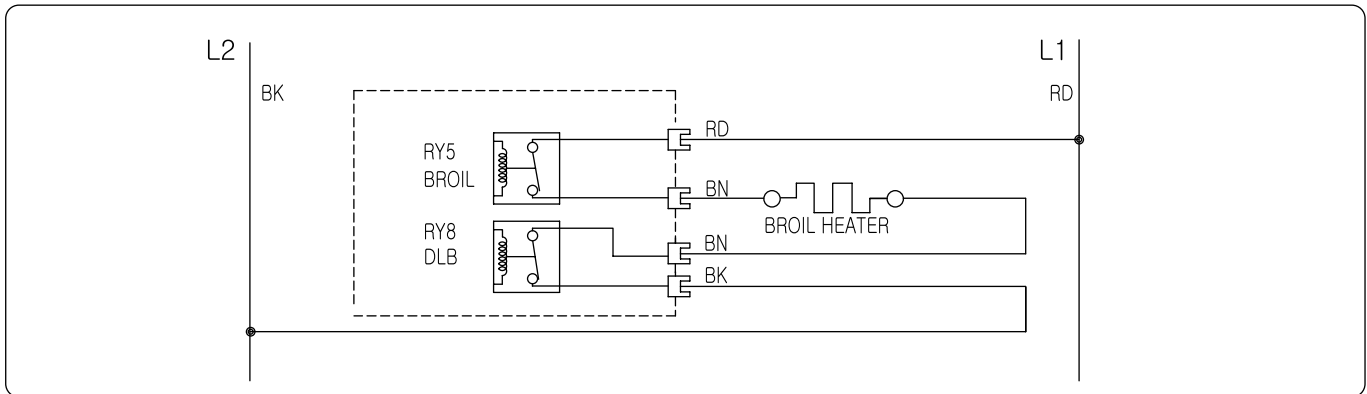 L2
L1
BK
RD
RD
RY5
BROIL
BN
BROIL HEATER
RY8
DLB
BN
BK